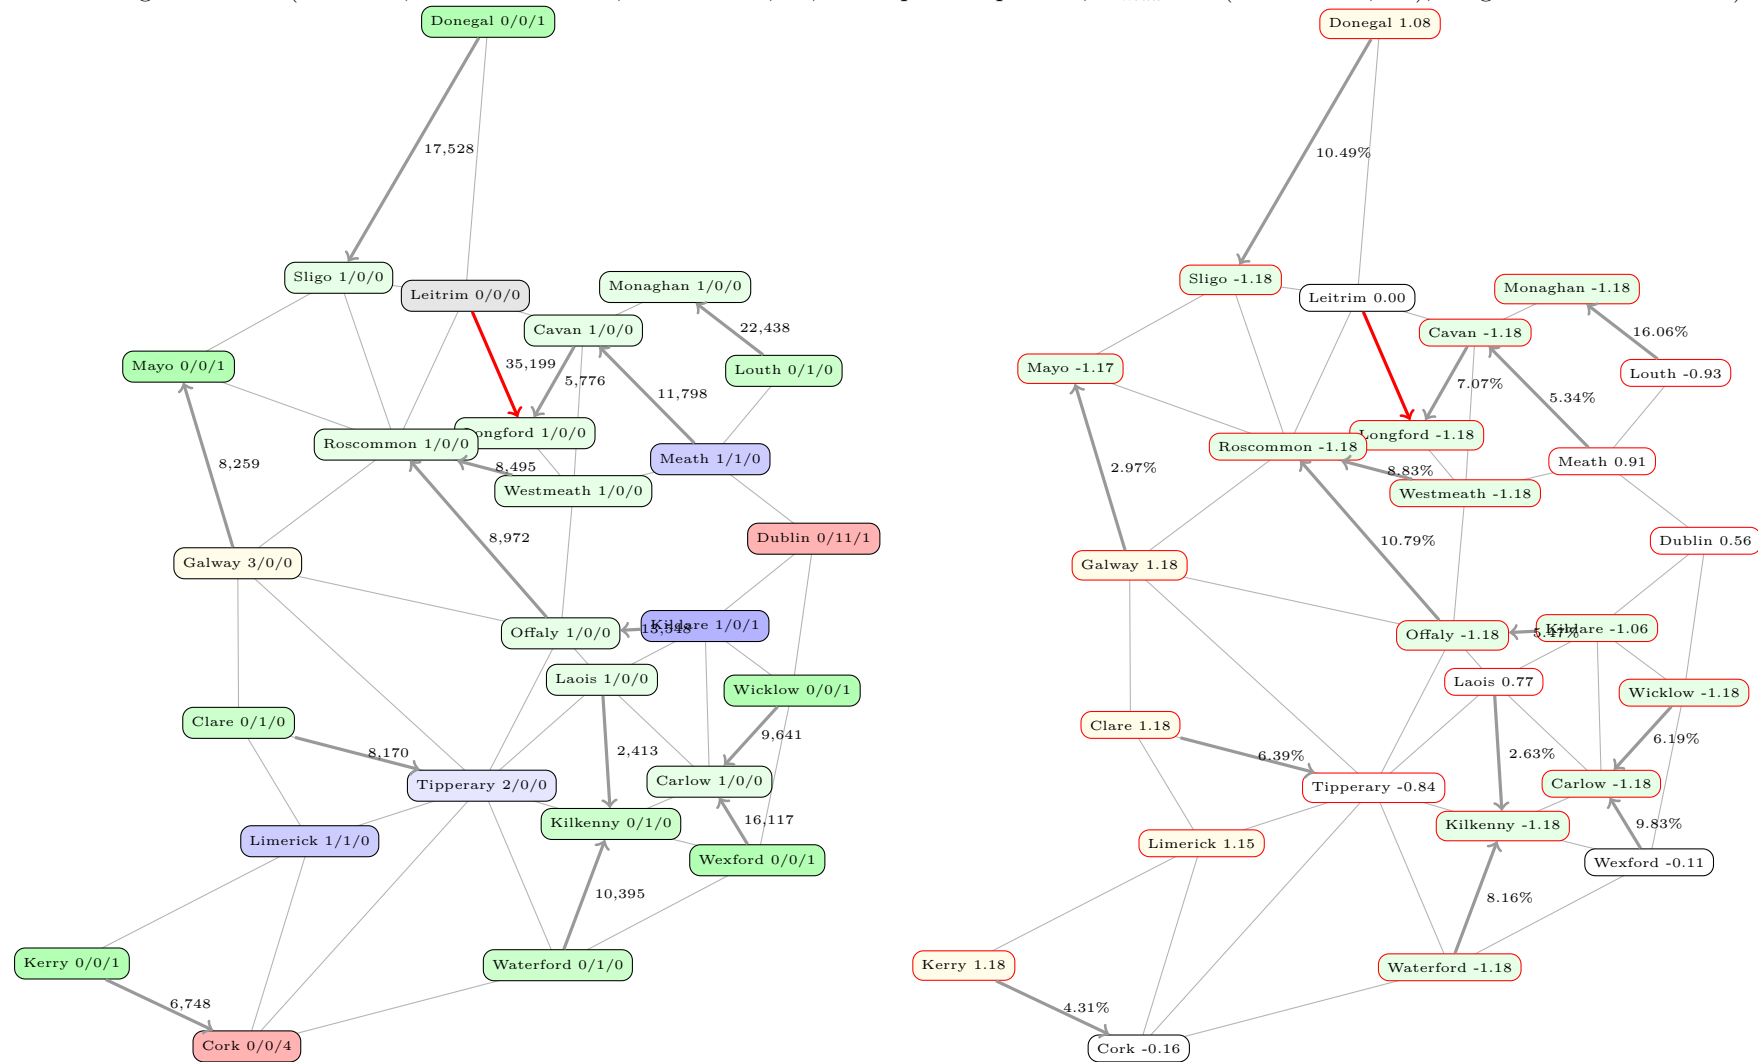 Donegal 0/0/1
17,528
Sligo 1/0/0
Leitrim 0/0/0
Monaghan 1/0/0
Cavan 1/0/0
22,438
Mayo 0/0/1
35,199
5,776
Louth 0/1/0
11,798
Longford 1/0/0
Roscommon 1/0/0
Meath 1/1/0
8,259
8,495
Westmeath 1/0/0
8,972
Dublin 0/11/1
Galway 3/0/0
Offaly 1/0/0
13,548
Kildare 1/0/1
Laois 1/0/0
Wicklow 0/0/1
Clare 0/1/0
8,170
2,413
9,641
Tipperary 2/0/0
Carlow 1/0/0
Kilkenny 0/1/0
16,117
Limerick 1/1/0
Wexford 0/0/1
10,395
Kerry 0/0/1
Waterford 0/1/0
6,748
Cork 0/0/4
Donegal 1.08
10.49%
Sligo -1.18
Leitrim 0.00
Monaghan -1.18
Cavan -1.18
16.06%
Mayo -1.17
7.07%
Louth -0.93
5.34%
Longford -1.18
Roscommon -1.18
Meath 0.91
2.97%
8.83%
Westmeath -1.18
10.79%
Dublin 0.56
Galway 1.18
Offaly -1.18
5.47%
Kildare -1.06
Laois 0.77
Wicklow -1.18
Clare 1.18
6.39%
2.63%
6.19%
Tipperary -0.84
Carlow -1.18
Kilkenny -1.18
9.83%
Limerick 1.15
Wexford -0.11
8.16%
Kerry 1.18
Waterford -1.18
4.31%
Cork -0.16